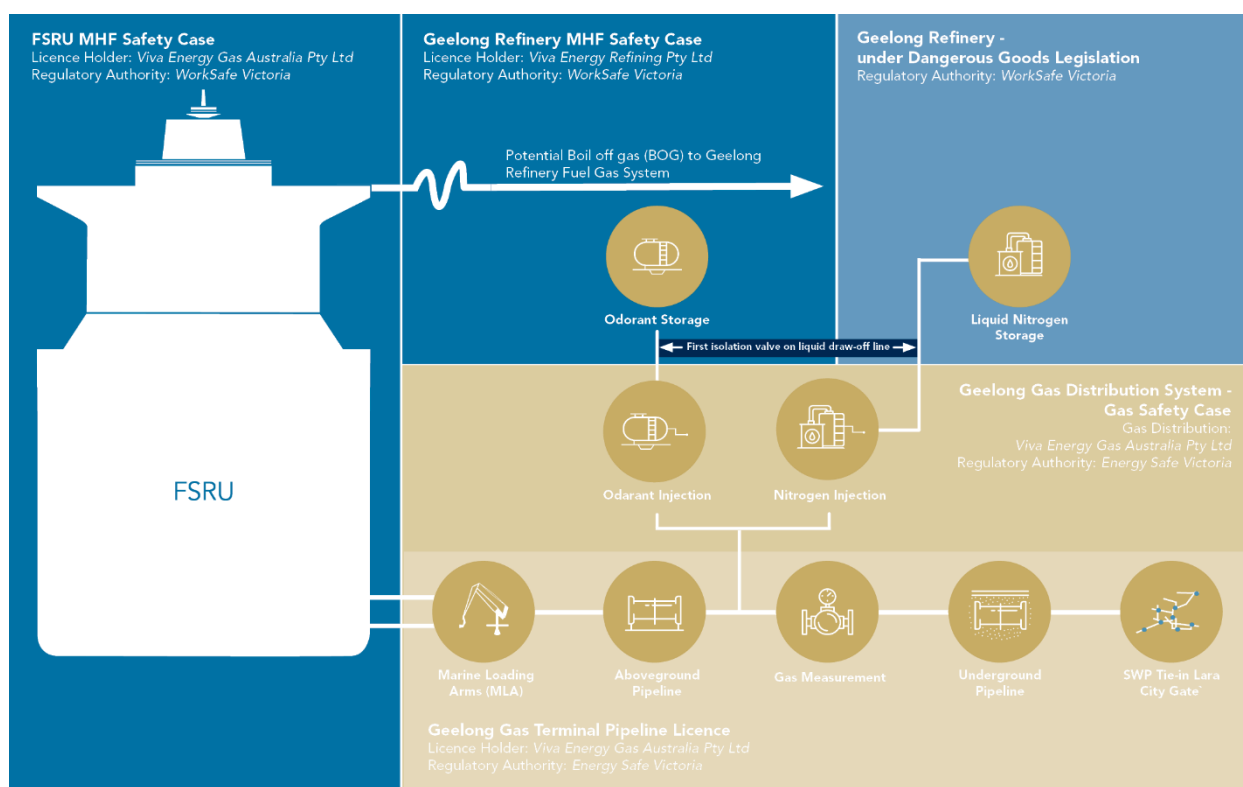 FSRU MHF Safety Case
Licence Holder: Viva Energy Gas Australia Pty Ltd
Regulatory Authority: WorkSafe Victoria
Geelong Refinery MHF Safety Case
Licence Holder: Viva Energy Refining Pty Ltd
Regulatory Authority: WorkSafe Victoria
Geelong Refinery -
under Dangerous Goods Legislation
Regulatory Authority: WorkSafe Victoria
Potential Boil off gas (BOG) to Geelong
Refinery Fuel Gas System
Odorant Storage
Liquid Nitrogen
Storage
First isolation valve on liquid draw-off line
Geelong Gas Distribution System -
Gas Safety Case
Gas Distribution:
Viva Energy Gas Australia Pty Ltd
Regulatory Authority: Energy Safe Victoria
FSRU
Odarant Injection
Nitrogen Injection
Marine Loading
Arms (MLA)
Aboveground
Pipeline
Gas Measurement
Underground
Pipeline
SWP Tie-in Lara
City Gate`
Geelong Gas Terminal Pipeline Licence
Licence Holder: Viva Energy Gas Australia Pty Ltd
Regulatory Authority: Energy Safe Victoria